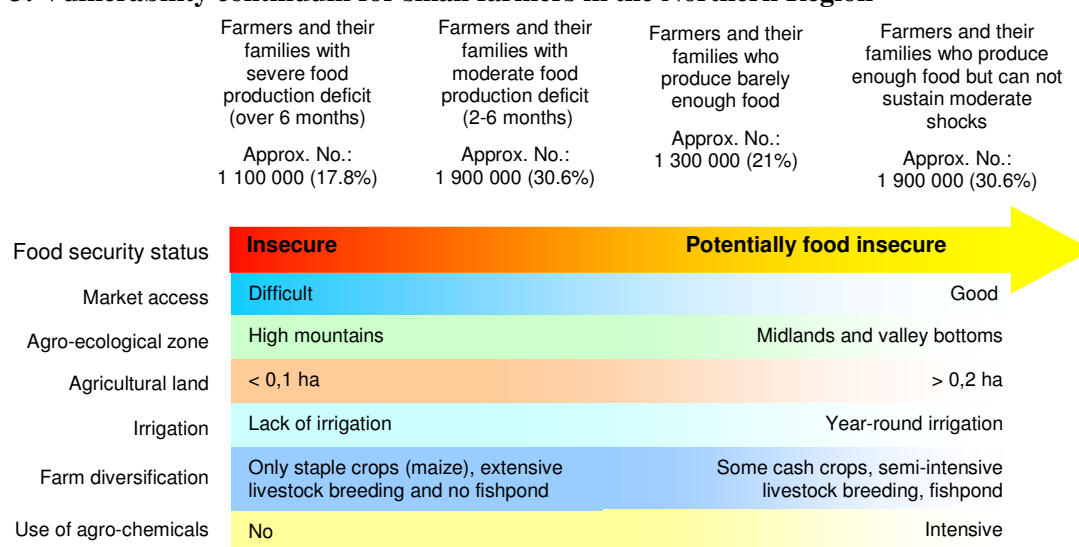 Farmers and their
families with
severe food
production deficit
(over 6 months)
Approx. No.:
1 100 000 (17.8%)
Farmers and their
families with
moderate food
production deficit
(2-6 months)
Approx. No.:
1 900 000 (30.6%)
Farmers and their
families who
produce barely
enough food
Approx. No.:
1 300 000 (21%)
Farmers and their
families who produce
enough food but can not
sustain moderate
shocks
Approx. No.:
1 900 000 (30.6%)
Food security status
Insecure
Potentially food insecure
Market access
Difficult
Good
Agro-ecological zone
High mountains
Midlands and valley bottoms
Agricultural land
< 0,1 ha
> 0,2 ha
Irrigation
Lack of irrigation
Year-round irrigation
Farm diversification
Only staple crops (maize), extensive
livestock breeding and no fishpond
Some cash crops, semi-intensive
livestock breeding, fishpond
Use of agro-chemicals
No
Intensive